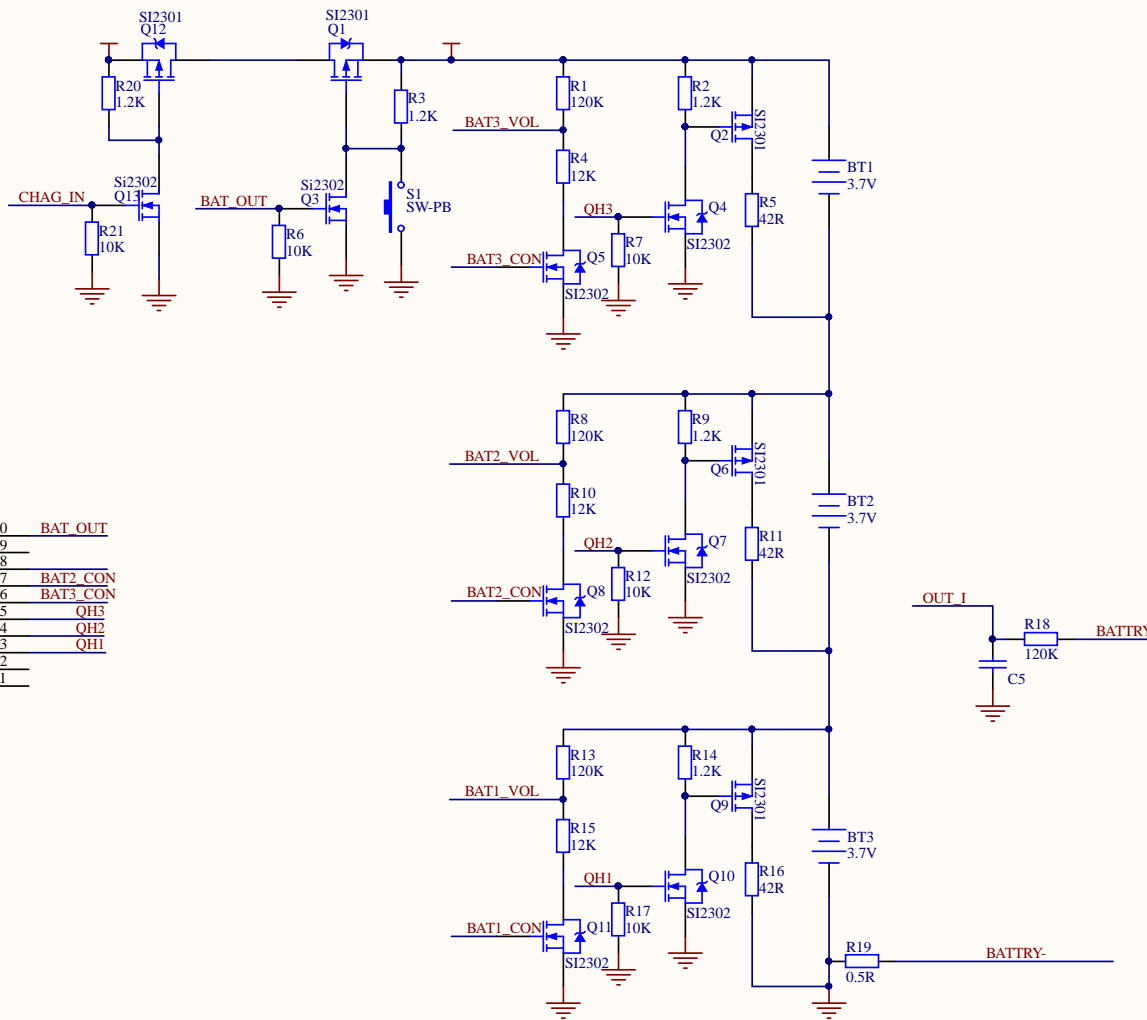 SI2301
Q12
SI2301
Q1
R20
1.2K
R3
1.2K
R1
120K
R2
1.2K
SI2301
Q2
BAT3_VOL
R4
12K
BT1
3.7V
CHAG_IN
Si2302
Q13
BAT_OUT
Si2302
Q3
S1
SW-PB
QH3
Q4
R5
42R
R21
10K
R6
10K
R7
10K
SI2302
BAT3_CON
Q5
SI2302
R8
120K
R9
1.2K
SI2301
Q6
BAT2_VOL
R10
12K
BT2
3.7V
0 BAT_OUT
9
8
7 BAT2_CON
6 BAT3_CON
5 QH3
4 QH2
3 QH1
2
1
QH2
Q7
R11
42R
R12
10K
SI2302
BAT2_CON
Q8
SI2302
OUT_I
R18
120K
BATTRY
C5
R13
120K
R14
1.2K
SI2301
Q9
BAT1_VOL
R15
12K
BT3
3.7V
QH1
Q10
R16
42R
R17
10K
SI2302
BAT1_CON
Q11
SI2302
R19
0.5R
BATTRY-